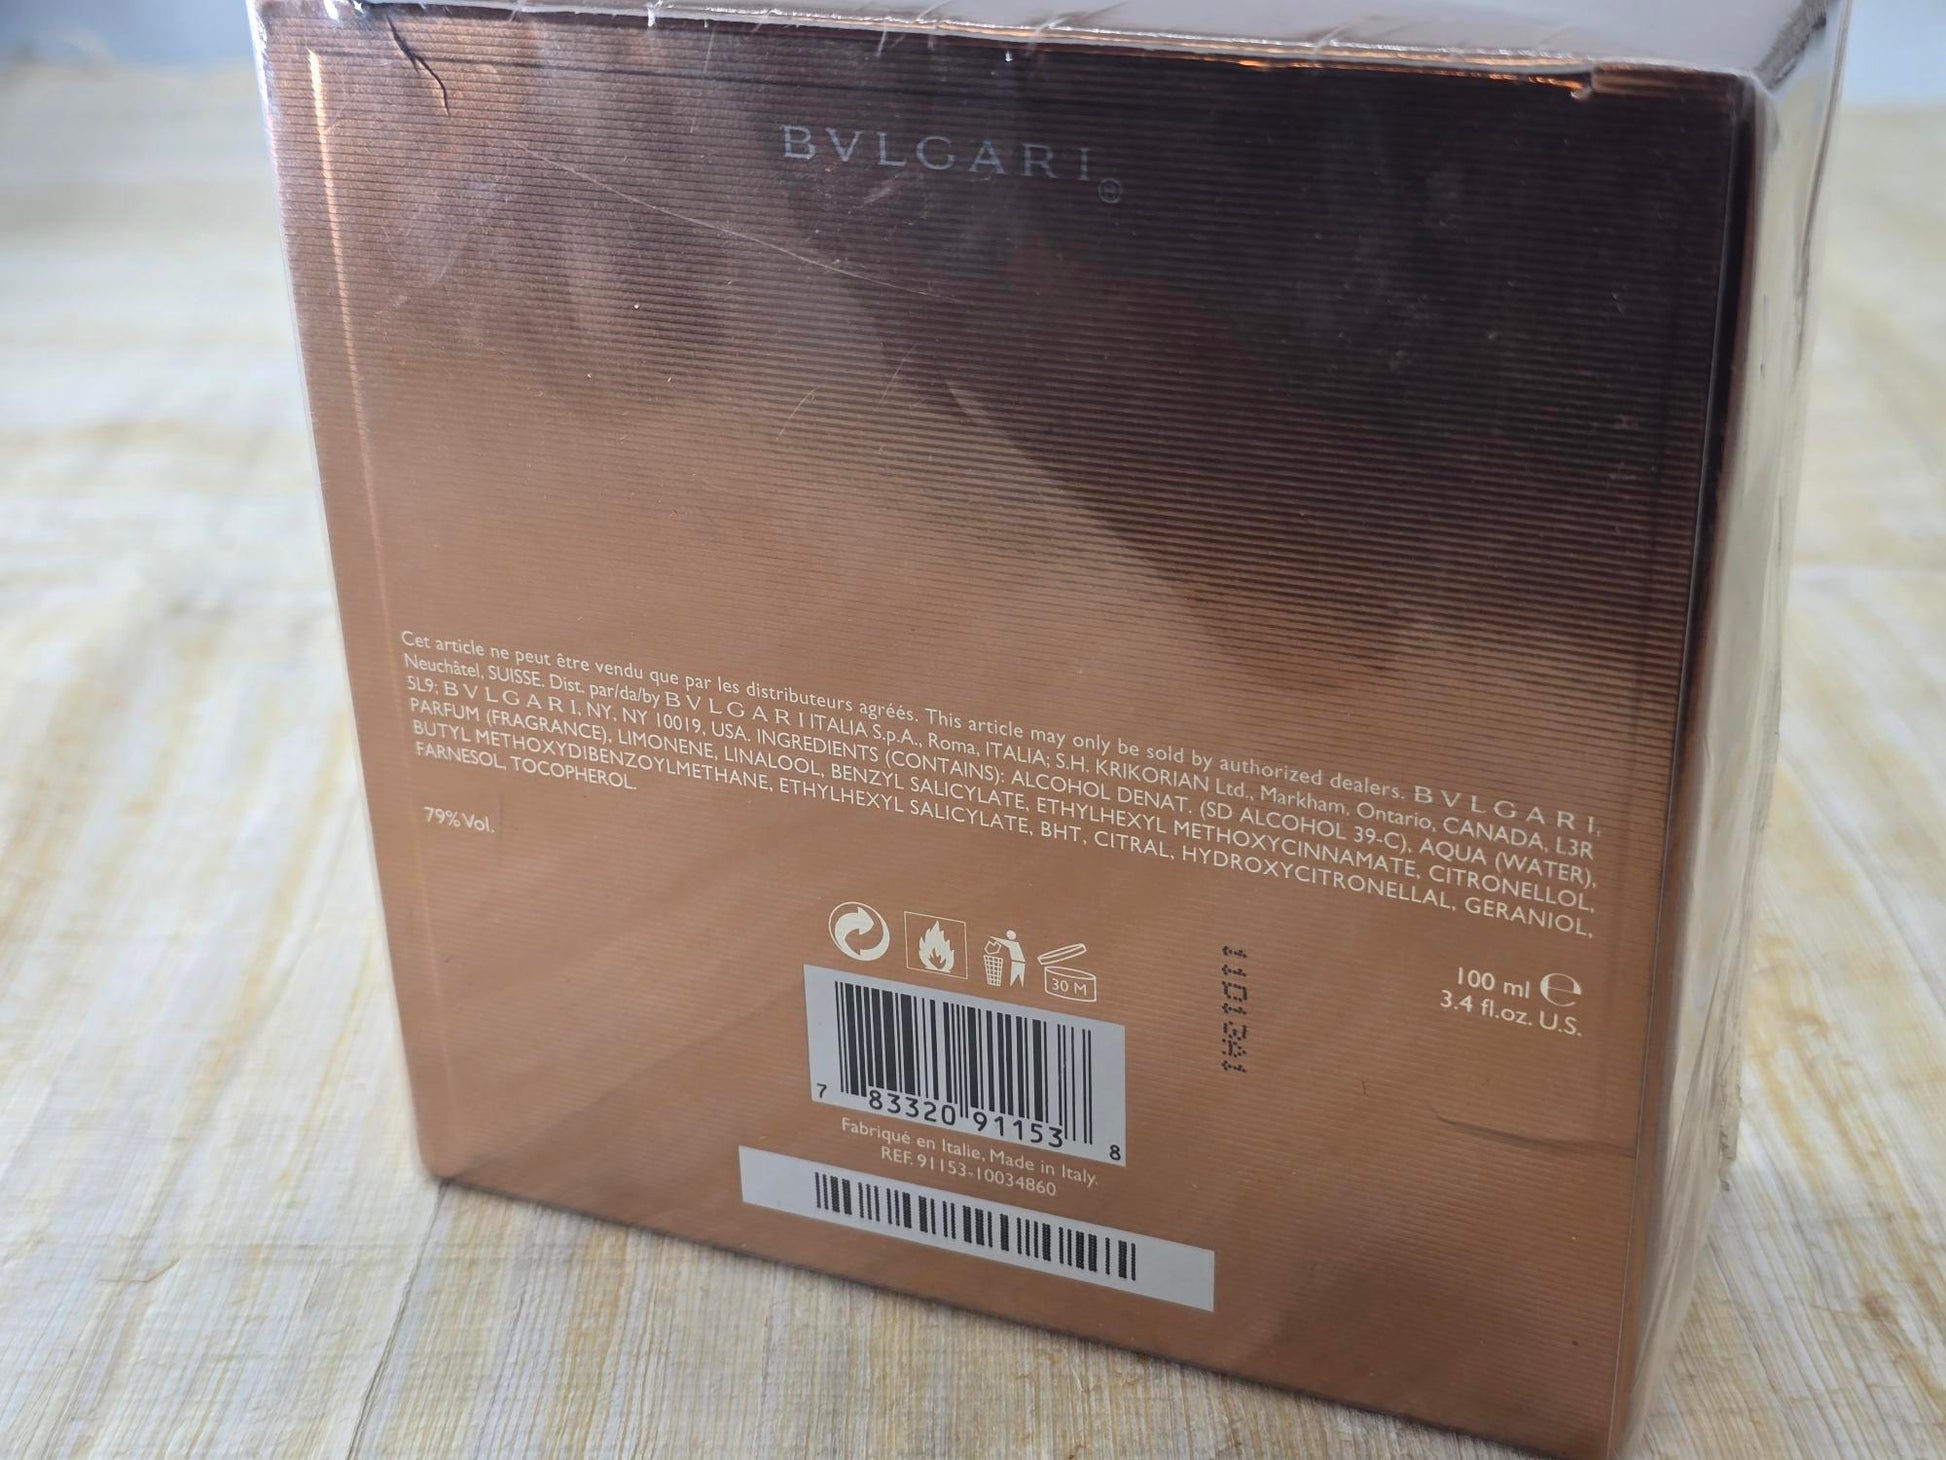 BVLGARI
Cet article ne peut être vendu que par les distributeurs agréés. This article may only be sold by authorized dealers. BVLGARI,
Neuchâtel, SUISSE. Dist. par/da/by BVLGARI ITALIA S.p.A., Roma, ITALIA; S.H. KRIKORIAN Ltd., Markham, Ontario, CANADA, L3R
5L9; BVLGARI, NY, NY 10019, USA. INGREDIENTS (CONTAINS): ALCOHOL DENAT. (SD ALCOHOL 39-C), AQUA (WATER),
PARFUM (FRAGRANCE), LIMONENE, LINALOOL, BENZYL SALICYLATE, ETHYLHEXYL METHOXYCINNAMATE, CITRONELLOL,
BUTYL METHOXYDIBENZOYLMETHANE, ETHYLHEXYL SALICYLATE, BHT, CITRAL, HYDROXYCITRONELLAL, GERANIOL,
FARNESOL, TOCOPHEROL.
79% Vol.
100 ml ℮
3.4 fl.oz. U.S.
30 M
7 83320 91153 8
Fabriqué en Italie, Made in Italy.
REF. 91153-10034860